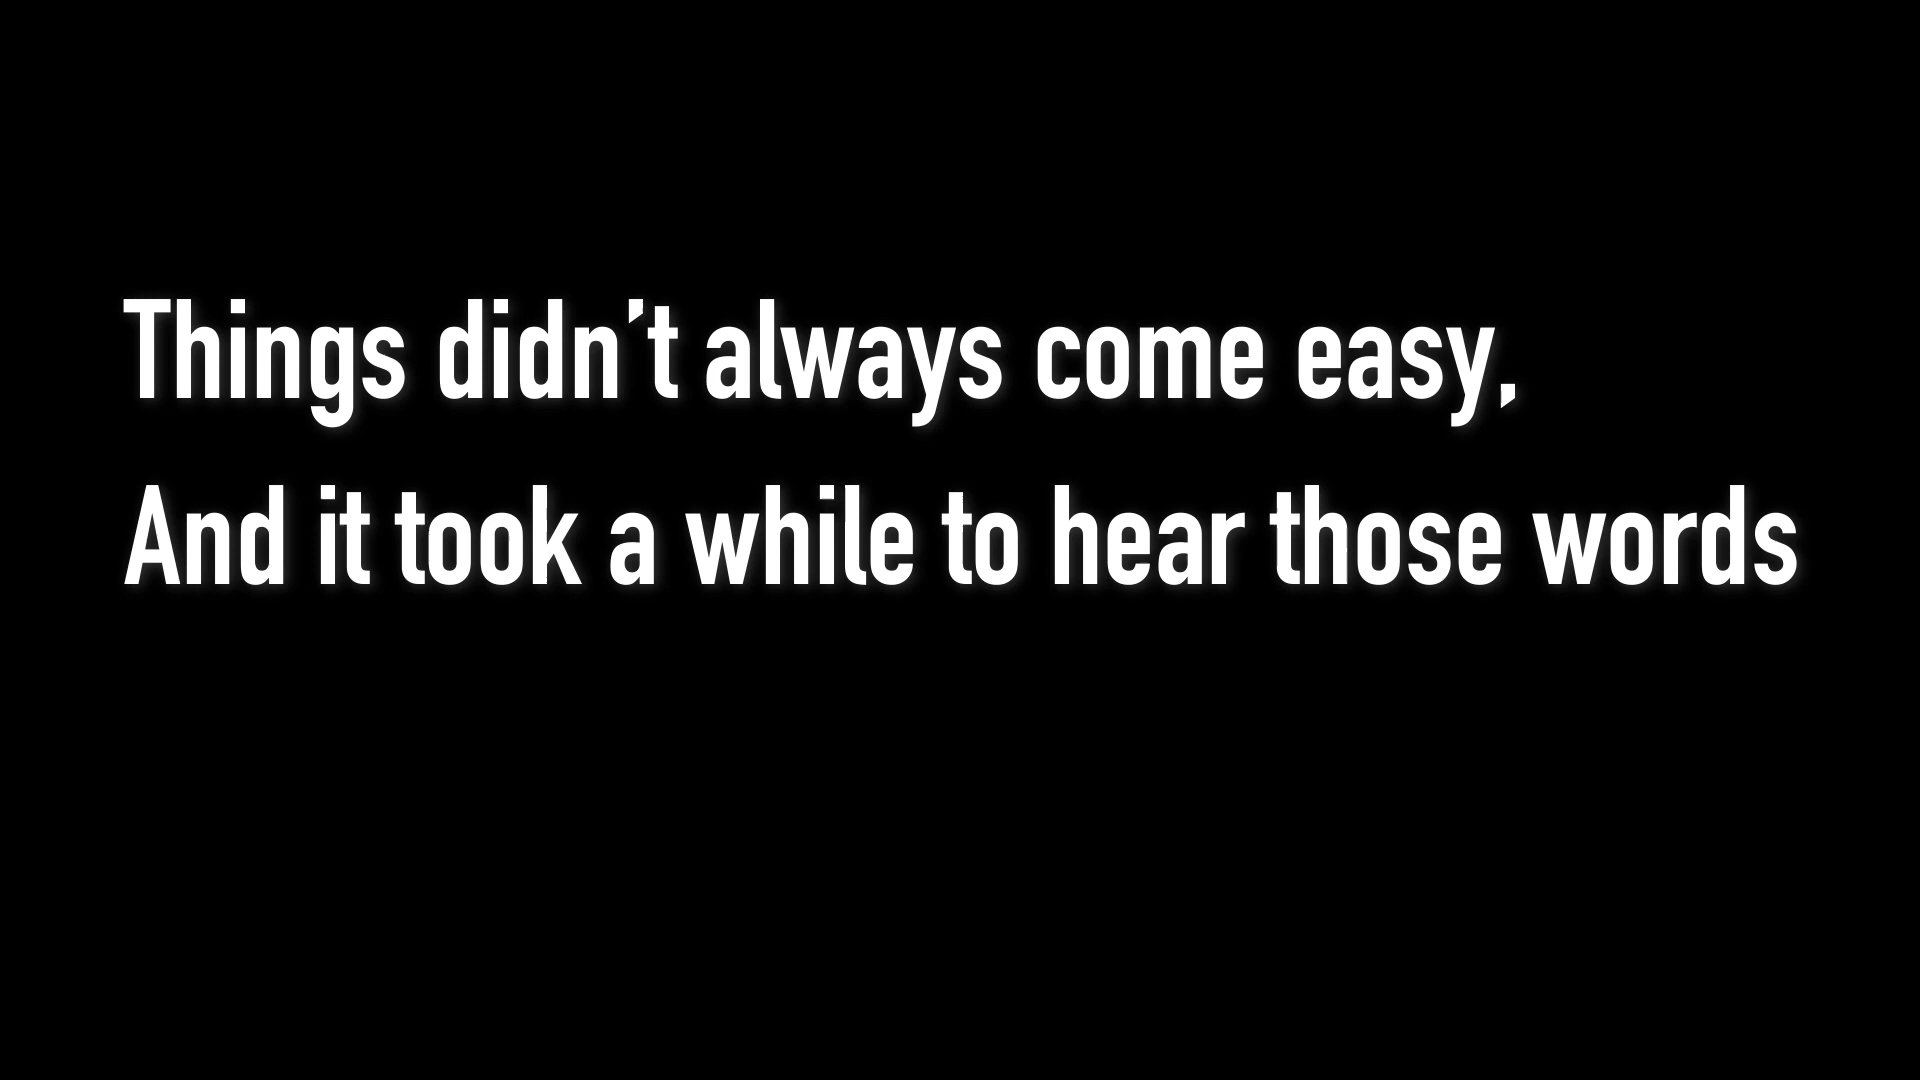 Things didn’t always come easy,
And it took a while to hear those words